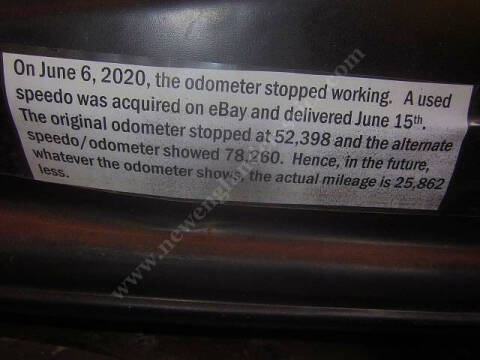 On June 6, 2020, the odometer stopped working. A used
speedo was acquired on eBay and delivered June 15th.
The original odometer stopped at 52,398 and the alternate
speedo/odometer showed 78,260. Hence, in the future,
whatever the odometer shows, the actual mileage is 25,862
less.